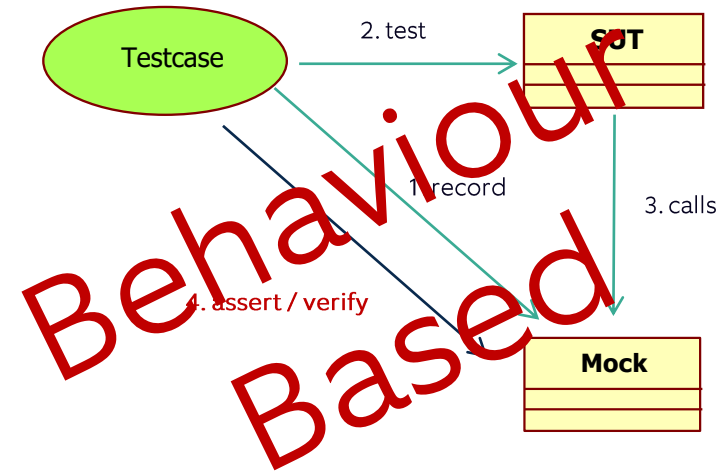 2. test
SUT
Testcase
1. record
3. calls
4. assert / verify
Mock
Behaviour
Based